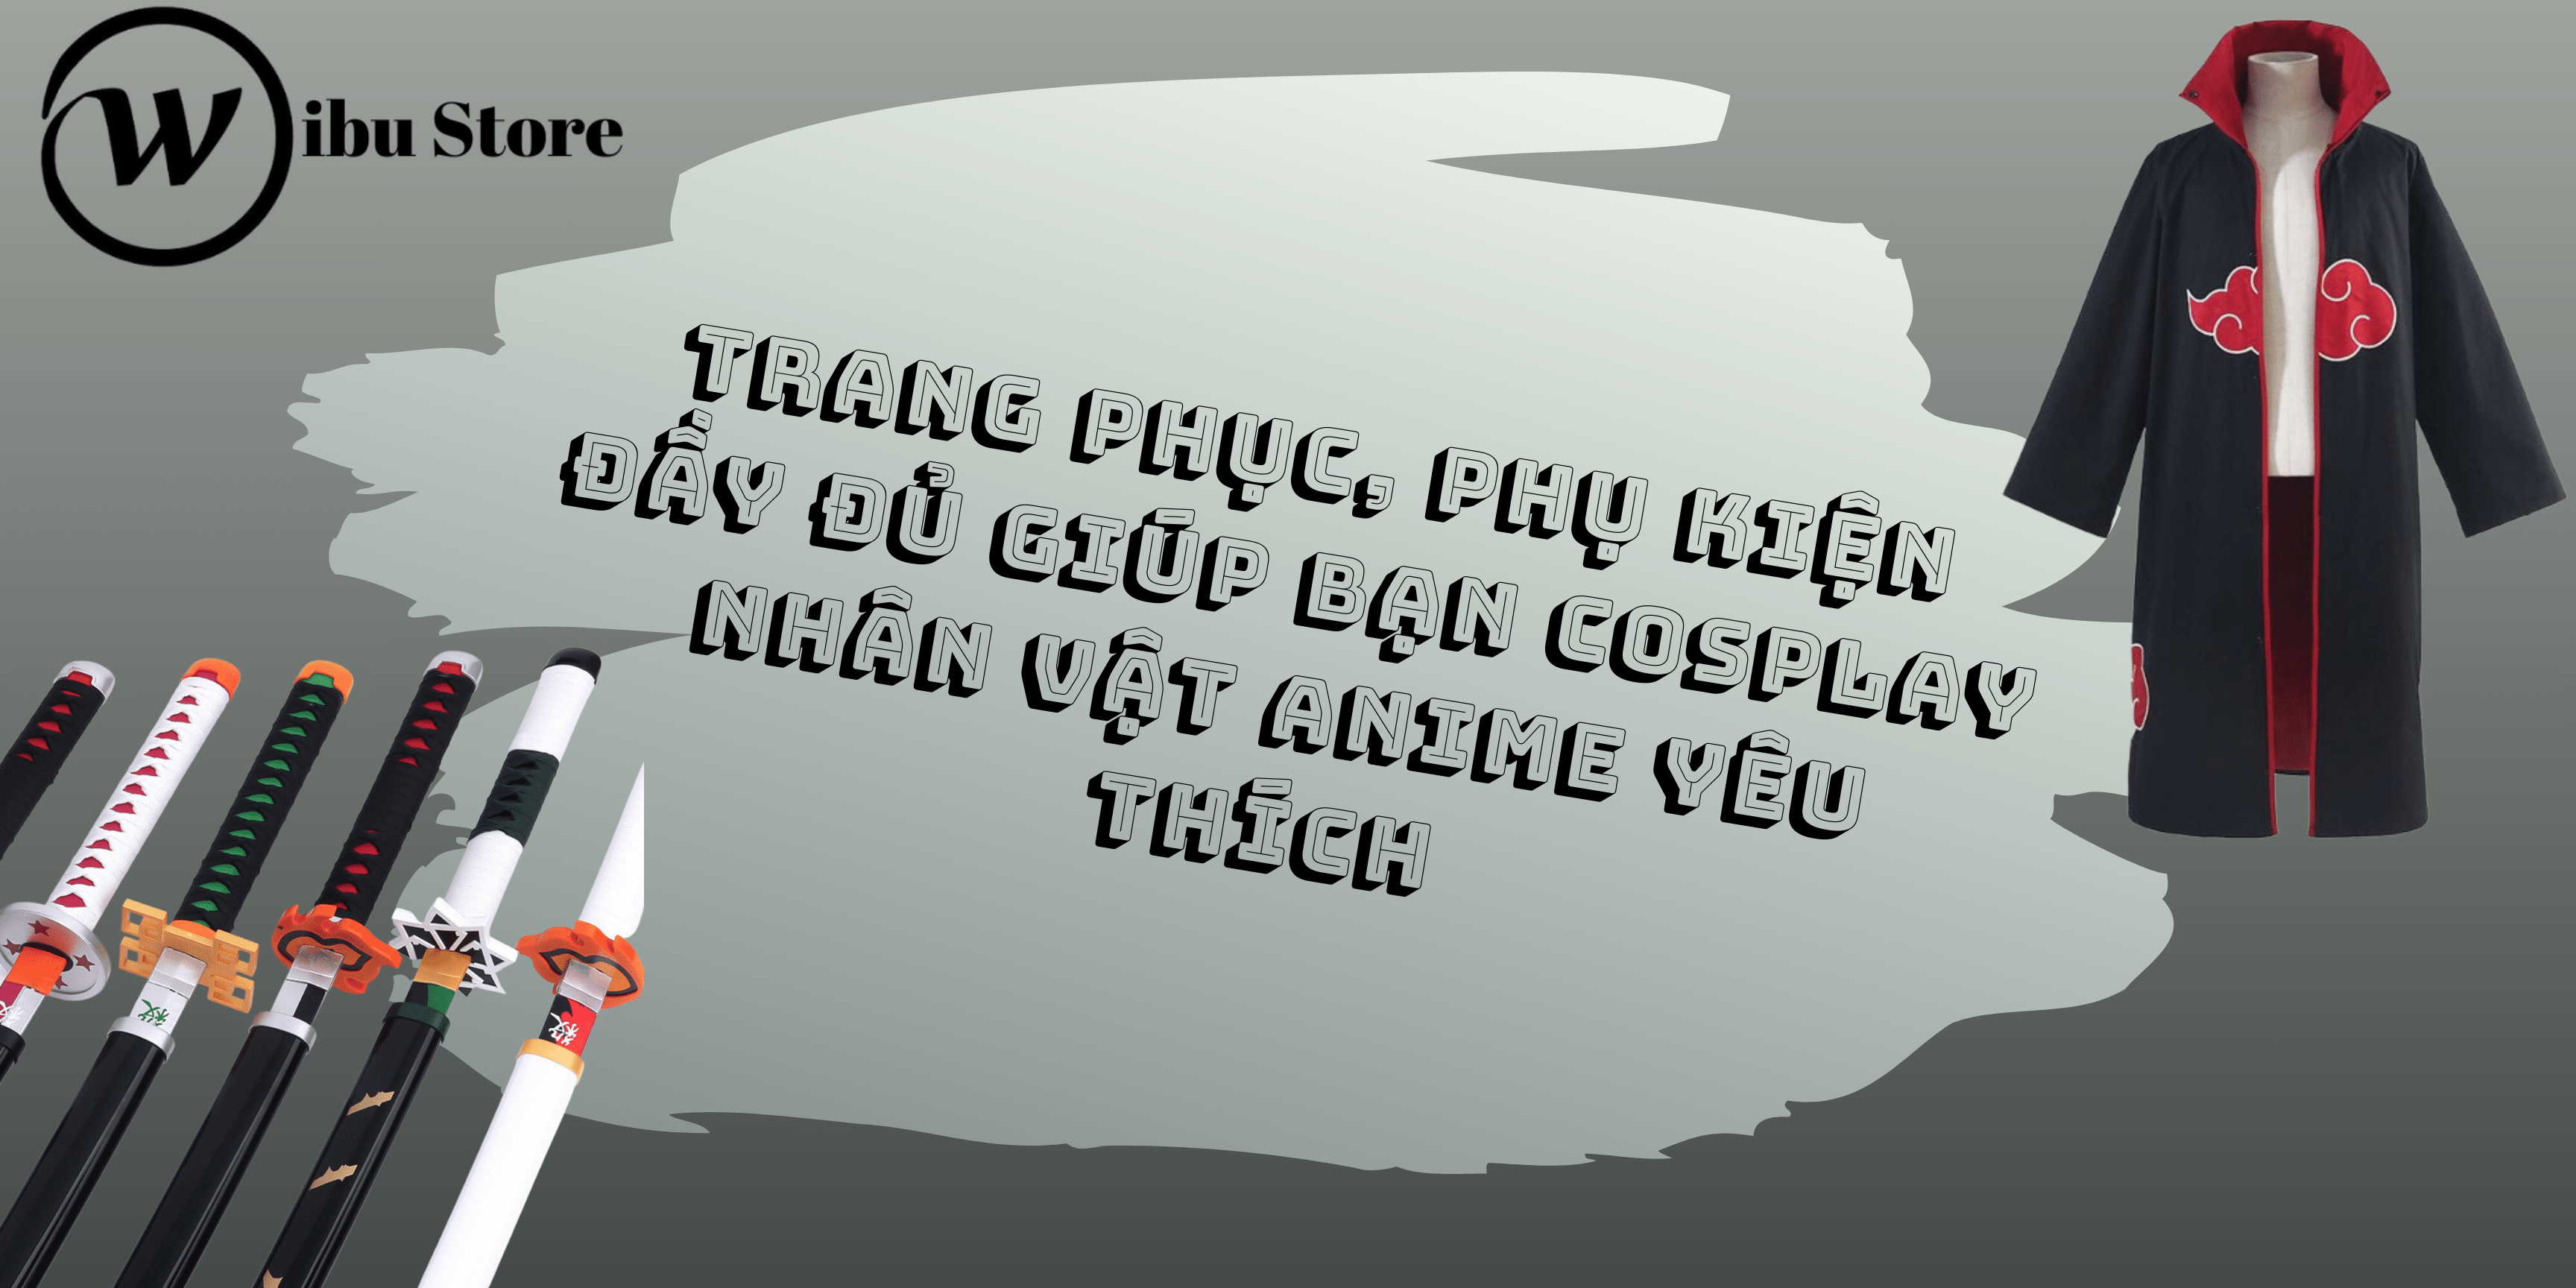 Wibu Store
TRANG PHỤC, PHỤ KIỆN
ĐẦY ĐỦ GIÚP BẠN COSPLAY
NHÂN VẬT ANIME YÊU
THÍCH